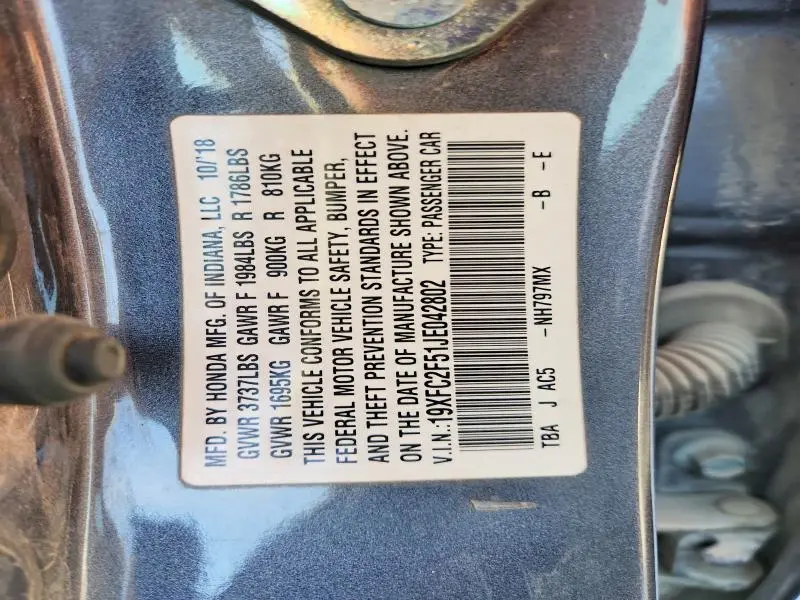 MFD. BY HONDA MFG. OF INDIANA, LLC 10/'18
GVWR 3737LBS GAWR F 1984LBS R 1786LBS
GVWR 1695KG GAWR F 900KG R 810KG
THIS VEHICLE CONFORMS TO ALL APPLICABLE
FEDERAL MOTOR VEHICLE SAFETY, BUMPER,
AND THEFT PREVENTION STANDARDS IN EFFECT
ON THE DATE OF MANUFACTURE SHOWN ABOVE.
V.I.N.:19XFC2F51JE042802 TYPE: PASSENGER CAR
TBA J AC5 -NH797MX -B -E